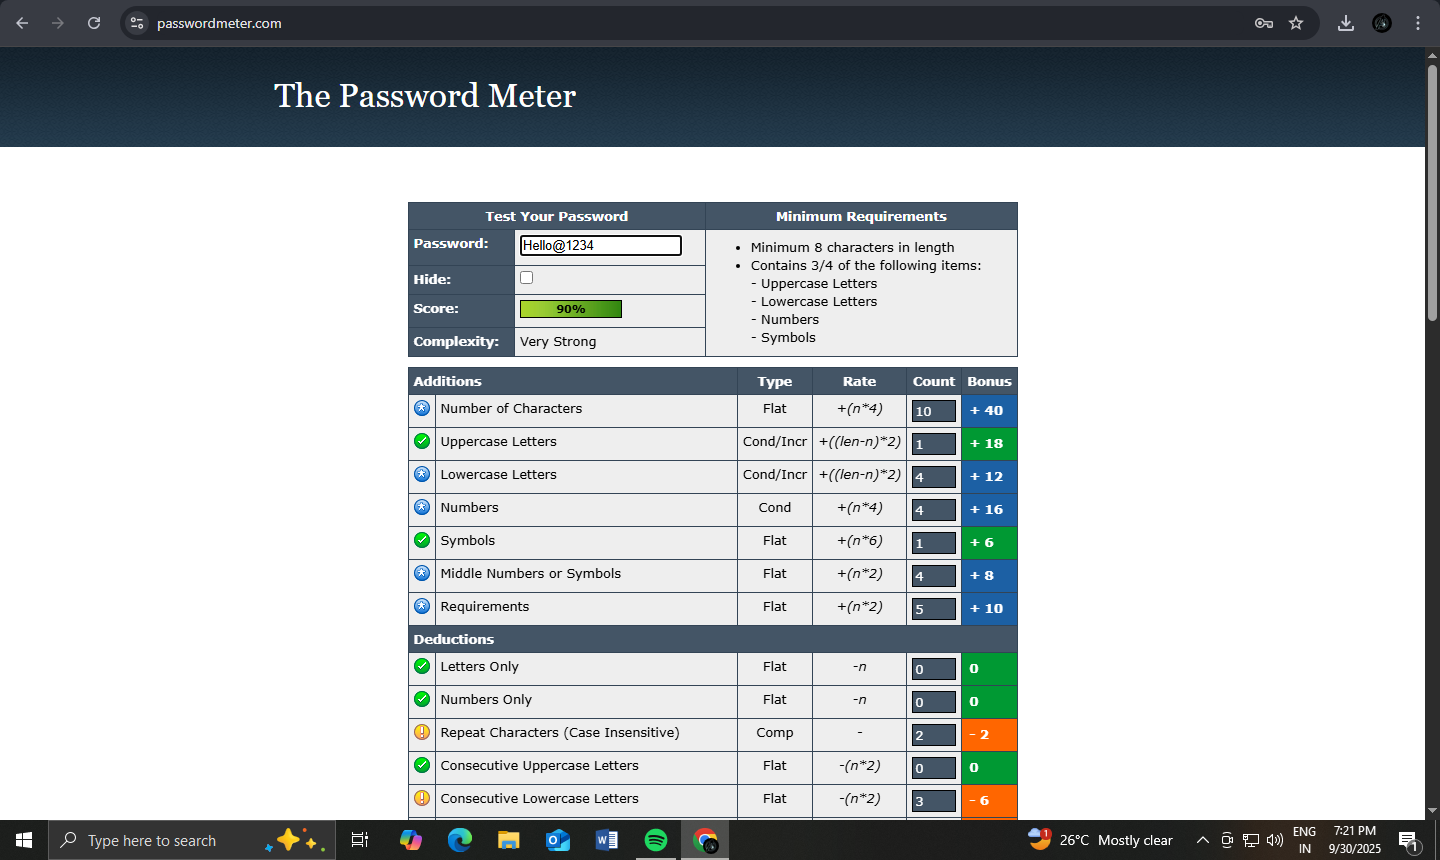 passwordmeter.com
The Password Meter
Test Your Password
Minimum Requirements
Password:
Hello@1234
Hide:
Score:
90%
Complexity:
Very Strong
• Minimum 8 characters in length
• Contains 3/4 of the following items:
- Uppercase Letters
- Lowercase Letters
- Numbers
- Symbols
Additions Type Rate Count Bonus
Number of Characters Flat +(n*4) 10 + 40
Uppercase Letters Cond/Incr +((len-n)*2) 1 + 18
Lowercase Letters Cond/Incr +((len-n)*2) 4 + 12
Numbers Cond +(n*4) 4 + 16
Symbols Flat +(n*6) 1 + 6
Middle Numbers or Symbols Flat +(n*2) 4 + 8
Requirements Flat +(n*2) 5 + 10
Deductions
Letters Only Flat -n 0 0
Numbers Only Flat -n 0 0
Repeat Characters (Case Insensitive) Comp - 2 - 2
Consecutive Uppercase Letters Flat -(n*2) 0 0
Consecutive Lowercase Letters Flat -(n*2) 3 - 6
Type here to search
1
26°C Mostly clear
ENG
IN
7:21 PM
9/30/2025
1